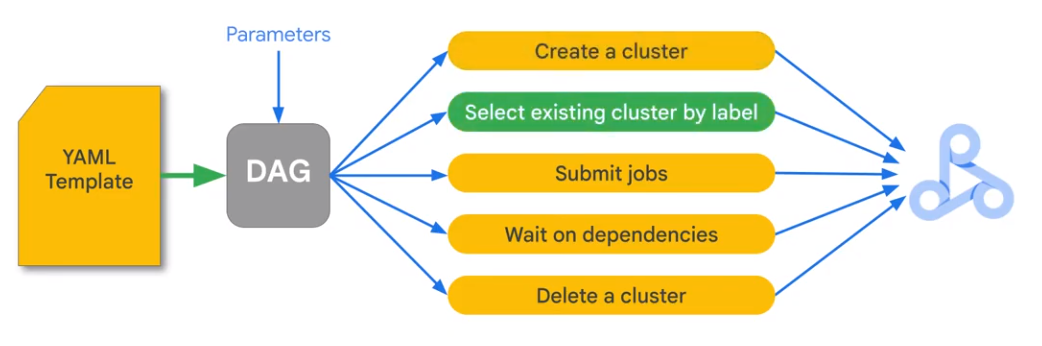 Parameters
YAML
Template
DAG
Create a cluster
Select existing cluster by label
Submit jobs
Wait on dependencies
Delete a cluster